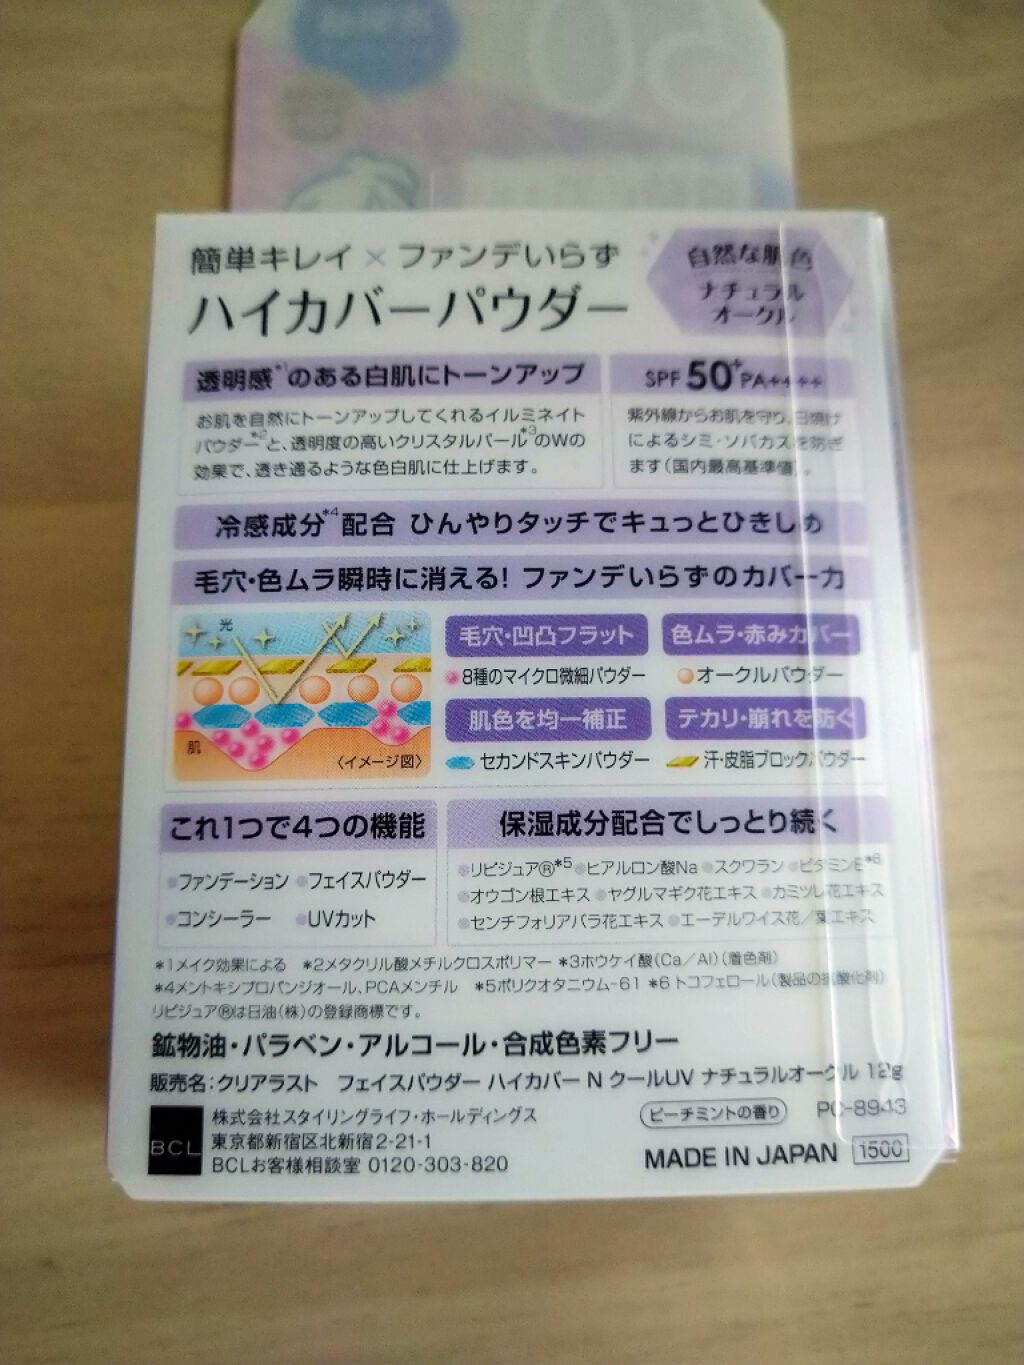 50
簡単キレイ×ファンデいらず
ハイカバーパウダー
自然な肌色
ナチュラル
オークル
透明感*1のある白肌にトーンアップ
お肌を自然にトーンアップしてくれるイルミネイト
パウダー*2と、透明度の高いクリスタルパール*3のWの
効果で、透き通るような色白肌に仕上げます。
SPF50+PA++++
紫外線からお肌を守り、日焼け
によるシミ・ソバカスを防ぎ
ます(国内最高基準値)。
冷感成分*4配合 ひんやりタッチでキュっとひきしめ
毛穴・色ムラ瞬時に消える! ファンデいらずのカバー力
光
肌
〈イメージ図〉
毛穴・凹凸フラット
8種のマイクロ微細パウダー
色ムラ・赤みカバー
オークルパウダー
肌色を均一補正
セカンドスキンパウダー
テカリ・崩れを防ぐ
汗・皮脂ブロックパウダー
これ1つで4つの機能
ファンデーション フェイスパウダー
コンシーラー UVカット
保湿成分配合でしっとり続く
リピジュア®*5 ヒアルロン酸Na スクワラン ビタミンE*6
オウゴン根エキス ヤグルマギク花エキス カミツレ花エキス
センチフォリアバラ花エキス エーデルワイス花/葉エキス
*1メイク効果による *2メタクリル酸メチルクロスポリマー *3ホウケイ酸(Ca/Al)(着色剤)
*4メントキシプロパンジオール、PCAメンチル *5ポリクオタニウム-61 *6トコフェロール(製品の抗酸化剤)
リピジュア®は日油(株)の登録商標です。
鉱物油・パラベン・アルコール・合成色素フリー
販売名:クリアラスト フェイスパウダー ハイカバー N クールUV ナチュラルオークル 12g
BCL
株式会社スタイリングライフ・ホールディングス
東京都新宿区北新宿2-21-1
BCLお客様相談室 0120-303-820
ピーチミントの香り
PC-8943
MADE IN JAPAN
1500